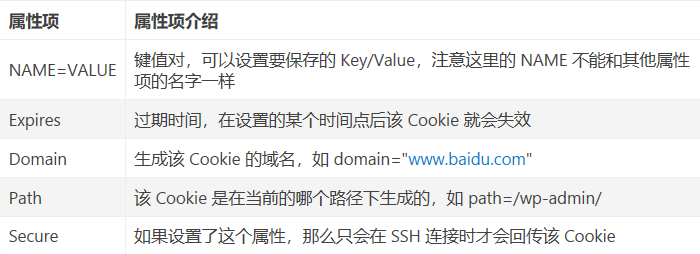 属性项 属性项介绍
NAME=VALUE 键值对，可以设置要保存的 Key/Value，注意这里的 NAME 不能和其他属性
项的名字一样
Expires 过期时间，在设置的某个时间点后该 Cookie 就会失效
Domain 生成该 Cookie 的域名，如 domain="www.baidu.com"
Path 该 Cookie 是在当前的哪个路径下生成的，如 path=/wp-admin/
Secure 如果设置了这个属性，那么只会在 SSH 连接时才会回传该 Cookie